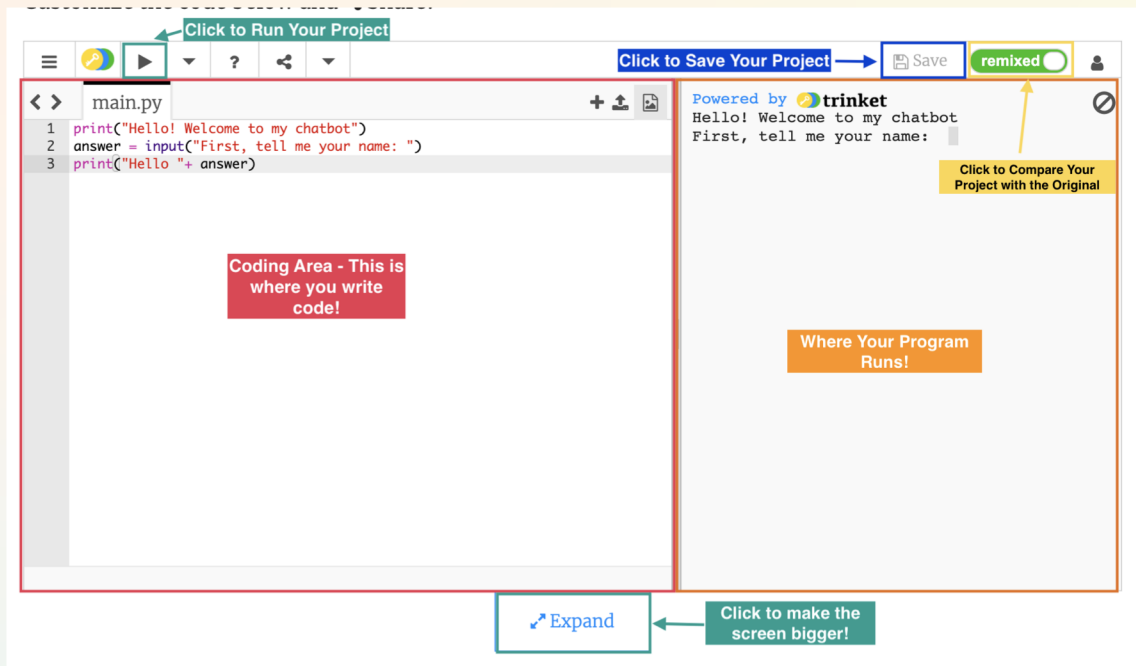 Click to Run Your Project
?
Click to Save Your Project
Save
remixed
main.py
1 print("Hello! Welcome to my chatbot")
2 answer = input("First, tell me your name: ")
3 print("Hello "+ answer)
Powered by trinket
Hello! Welcome to my chatbot
First, tell me your name:
Click to Compare Your
Project with the Original
Coding Area - This is
where you write
code!
Where Your Program
Runs!
Expand
Click to make the
screen bigger!